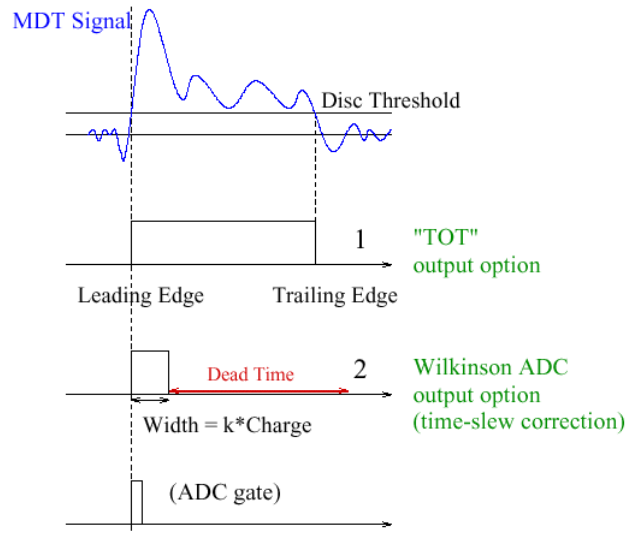 MDT Signal
Disc Threshold
1
"TOT"
output option
Leading Edge
Trailing Edge
Dead Time
2
Wilkinson ADC
output option
(time-slew correction)
Width = k*Charge
(ADC gate)